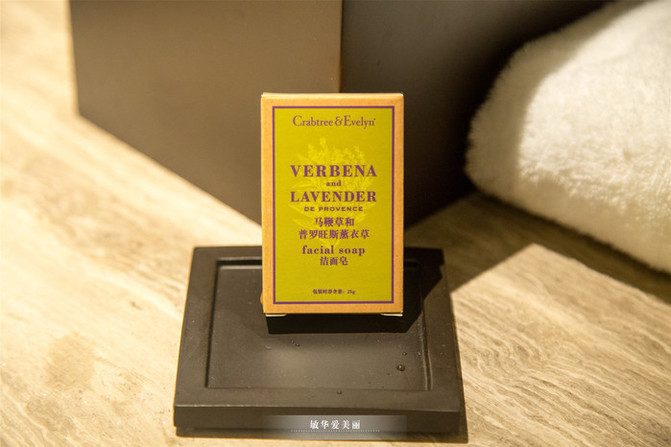 Crabtree & Evelyn
VERBENA
and
LAVENDER
DE PROVENCE
马鞭草和
普罗旺斯薰衣草
facial soap
洁面皂
敏华爱美丽